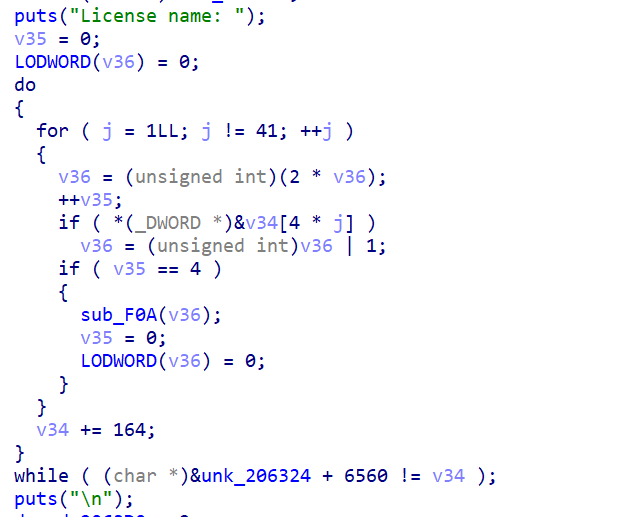 puts("License name: ");
v35 = 0;
LODWORD(v36) = 0;
do
{
for ( j = 1LL; j != 41; ++j )
{
v36 = (unsigned int)(2 * v36);
++v35;
if ( *(_DWORD *)&v34[4 * j] )
v36 = (unsigned int)v36 | 1;
if ( v35 == 4 )
{
sub_F0A(v36);
v35 = 0;
LODWORD(v36) = 0;
}
}
v34 += 164;
}
while ( (char *)&unk_206324 + 6560 != v34 );
puts("\n");